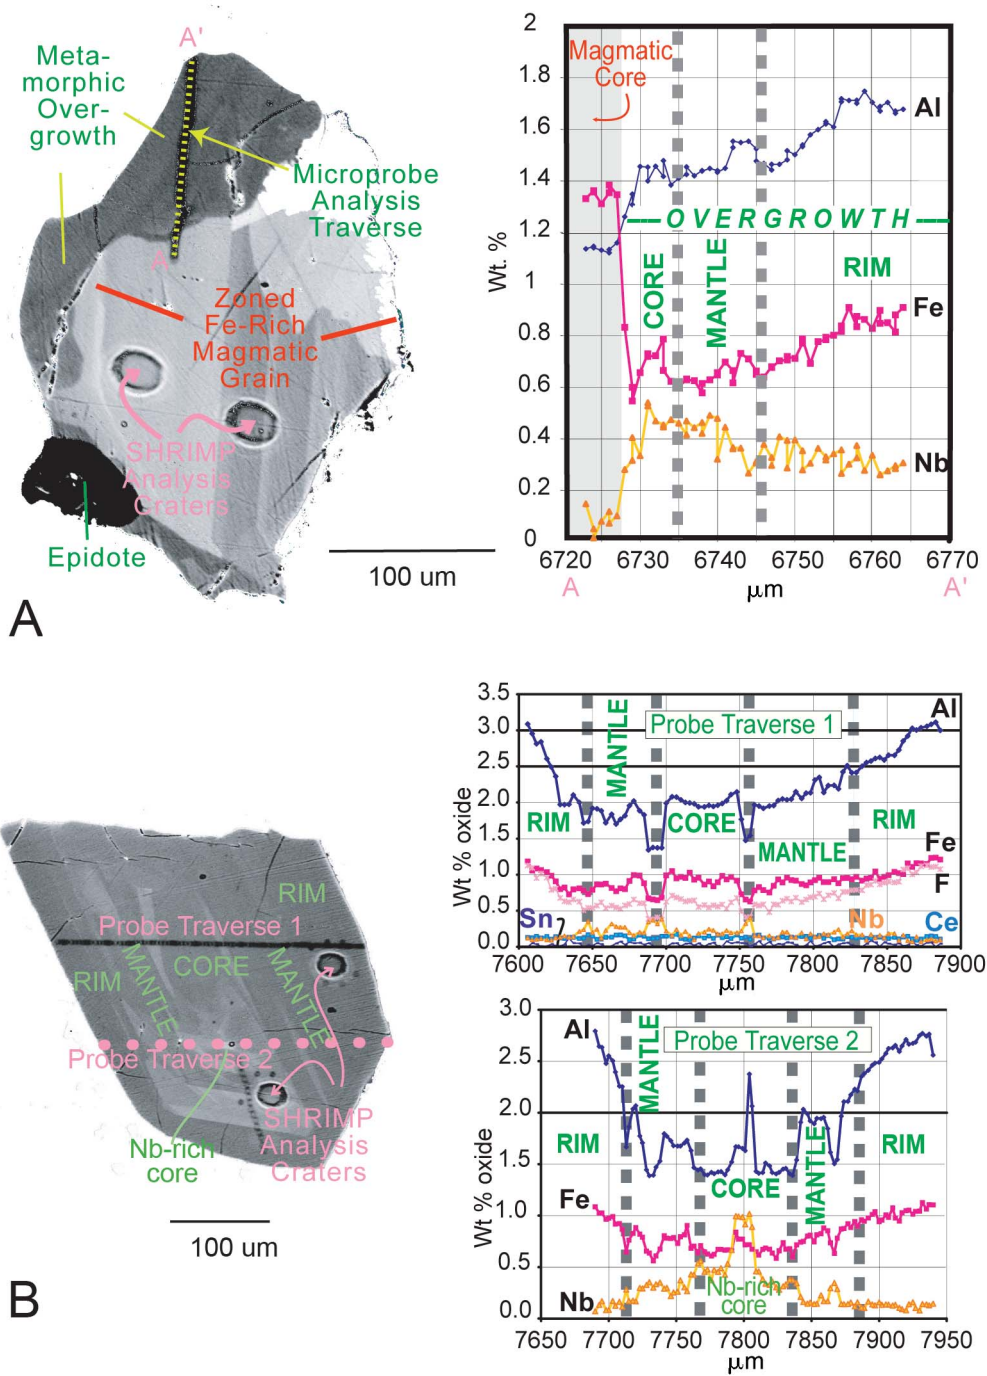 A'
Meta-
morphic
Over-
growth
Microprobe
Analysis
Traverse
A
Zoned
Fe-Rich
Magmatic
Grain
SHRIMP
Analysis
Craters
Epidote
100 um
A
2
1.8
1.6
1.4
1.2
1
0.8
0.6
0.4
0.2
0
Wt. %
Magmatic
Core
Al
OVERGROWTH
CORE
MANTLE
RIM
Fe
Nb
6720 6730 6740 6750 6760 6770
A
μm
A'
RIM
Probe Traverse 1
RIM
MANTLE
CORE
MANTLE
Probe Traverse 2
SHRIMP
Analysis
Craters
Nb-rich
core
100 um
B
3.5
3.0
2.5
2.0
1.5
1.0
0.5
0.0
Wt % oxide
Probe Traverse 1
Al
MANTLE
RIM
CORE
MANTLE
RIM
Fe
F
Sn
Nb
Ce
7600 7650 7700 7750 7800 7850 7900
μm
3.0
2.5
2.0
1.5
1.0
0.5
0.0
Wt % oxide
Al
MANTLE
Probe Traverse 2
RIM
CORE
MANTLE
RIM
Fe
Nb-rich
core
Nb
7650 7700 7750 7800 7850 7900 7950
μm